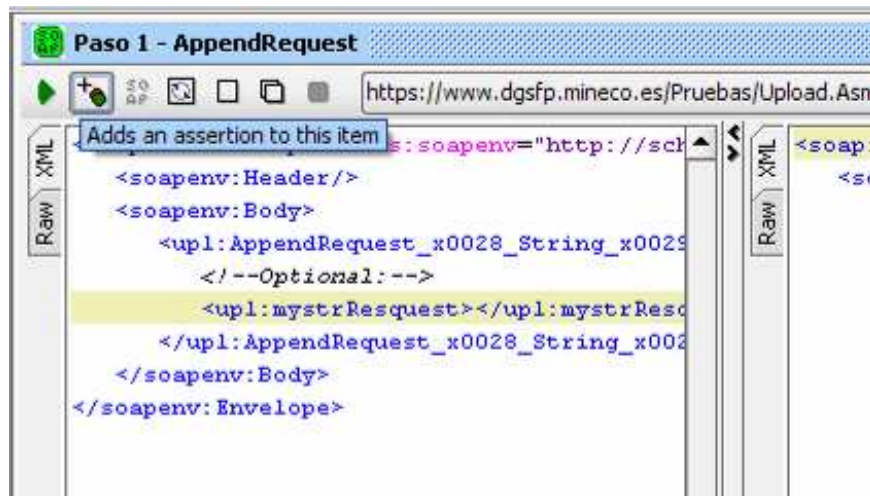 Paso 1 - AppendRequest
https://www.dgsfp.mineco.es/Pruebas/Upload.Asm
Adds an assertion to this item
XML
Raw
s:soapenv="http://sch
<soapenv:Header/>
<soapenv:Body>
<upl:AppendRequest_x0028_String_x0029
<!--Optional:-->
<upl:mystrResquest></upl:mystrResq
</upl:AppendRequest_x0028_String_x002
</soapenv:Body>
</soapenv:Envelope>
XML
Raw
<soap:
<so